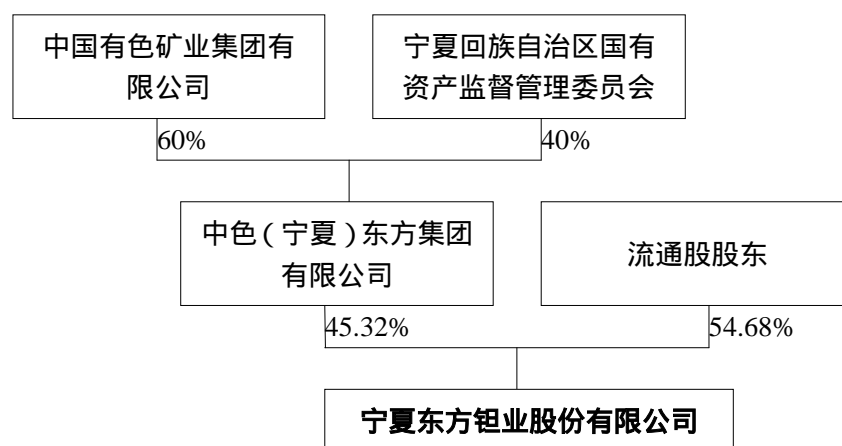 中国有色矿业集团有
限公司
宁夏回族自治区国有
资产监督管理委员会
60%
40%
中色（宁夏）东方集团
有限公司
流通股股东
45.32%
54.68%
宁夏东方钽业股份有限公司